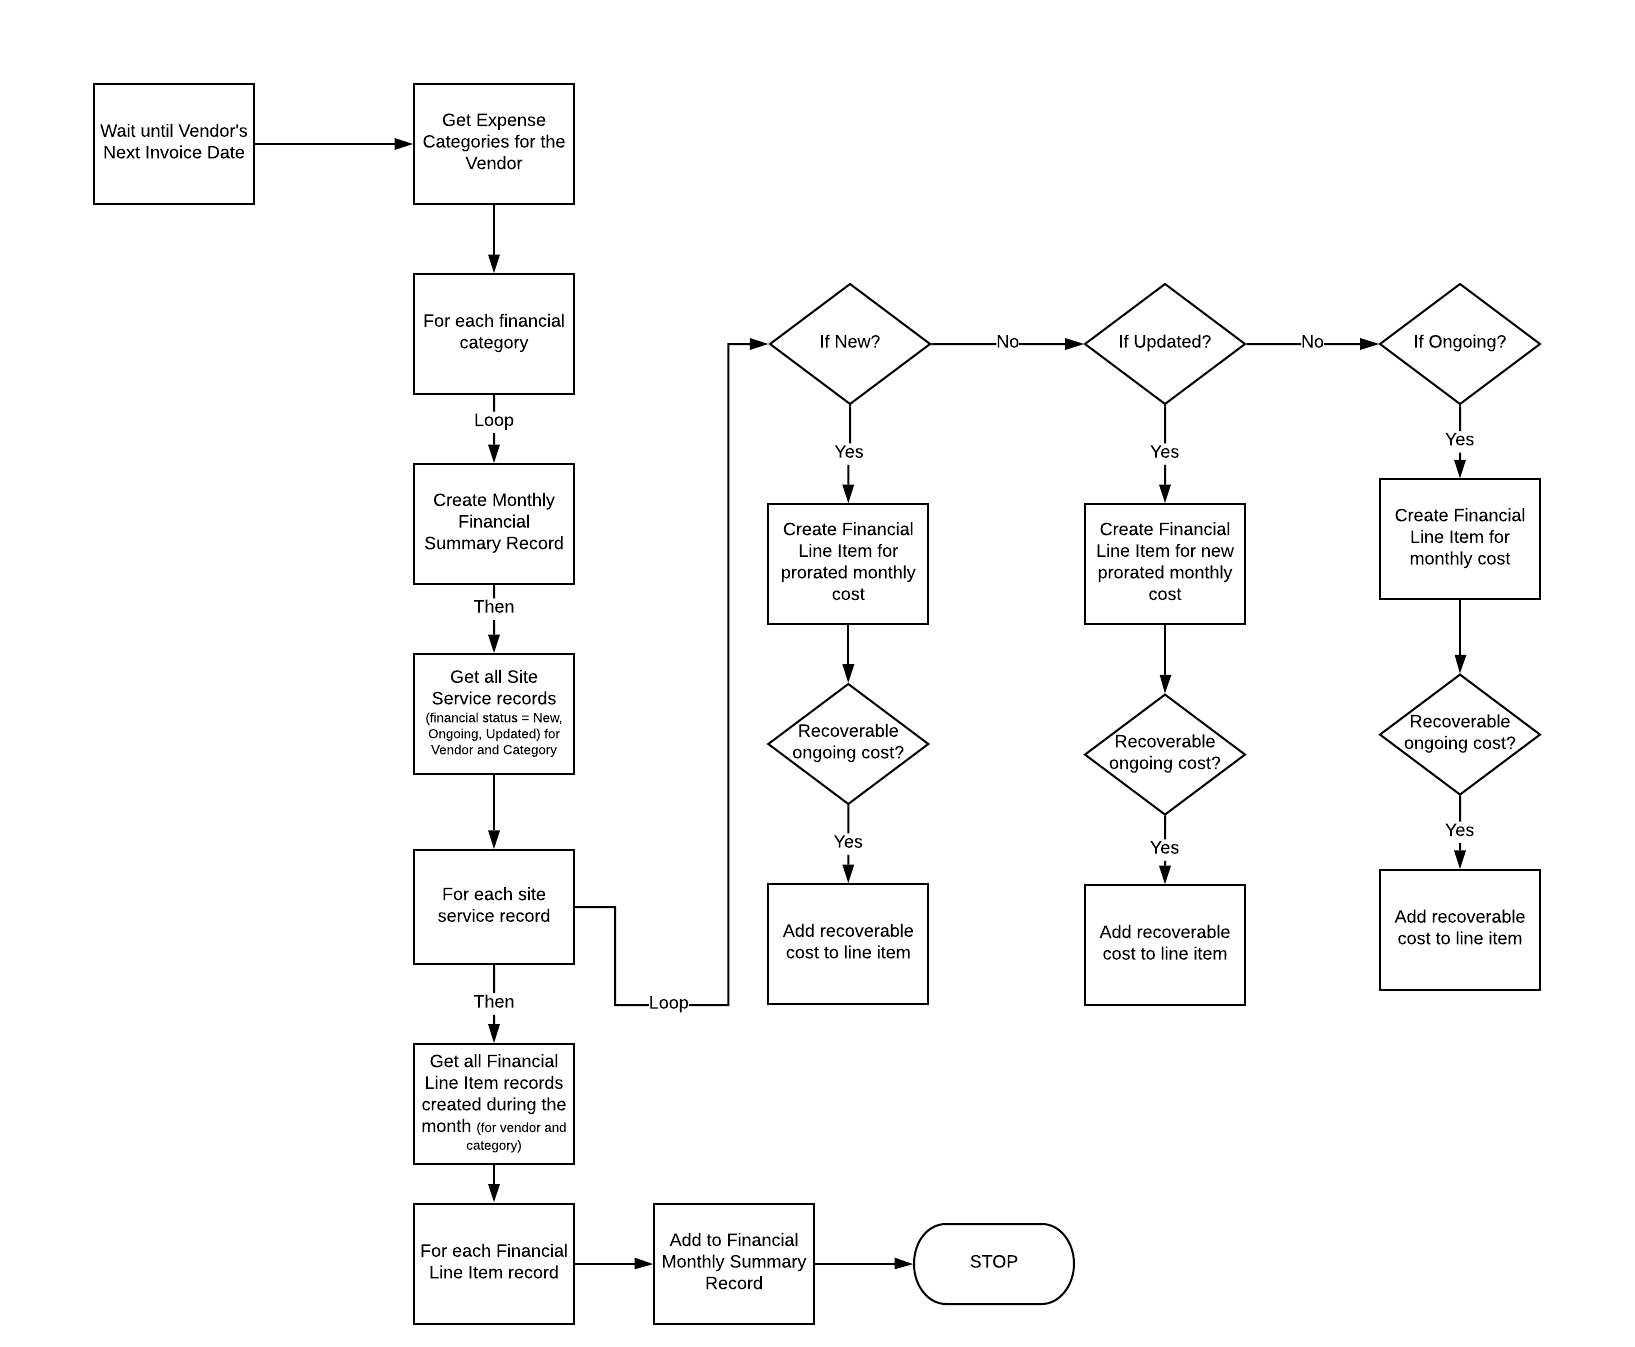 Wait until Vendor's
Next Invoice Date
Get Expense
Categories for the
Vendor
For each financial
category
Loop
Create Monthly
Financial
Summary Record
Then
Get all Site
Service records
(financial status = New,
Ongoing, Updated) for
Vendor and Category
For each site
service record
Loop
Then
Get all Financial
Line Item records
created during the
month (for vendor and
category)
For each Financial
Line Item record
Add to Financial
Monthly Summary
Record
STOP
If New?
No
If Updated?
No
If Ongoing?
Yes
Create Financial
Line Item for
prorated monthly
cost
Recoverable
ongoing cost?
Yes
Add recoverable
cost to line item
Yes
Create Financial
Line Item for new
prorated monthly
cost
Recoverable
ongoing cost?
Yes
Add recoverable
cost to line item
Yes
Create Financial
Line Item for
monthly cost
Recoverable
ongoing cost?
Yes
Add recoverable
cost to line item